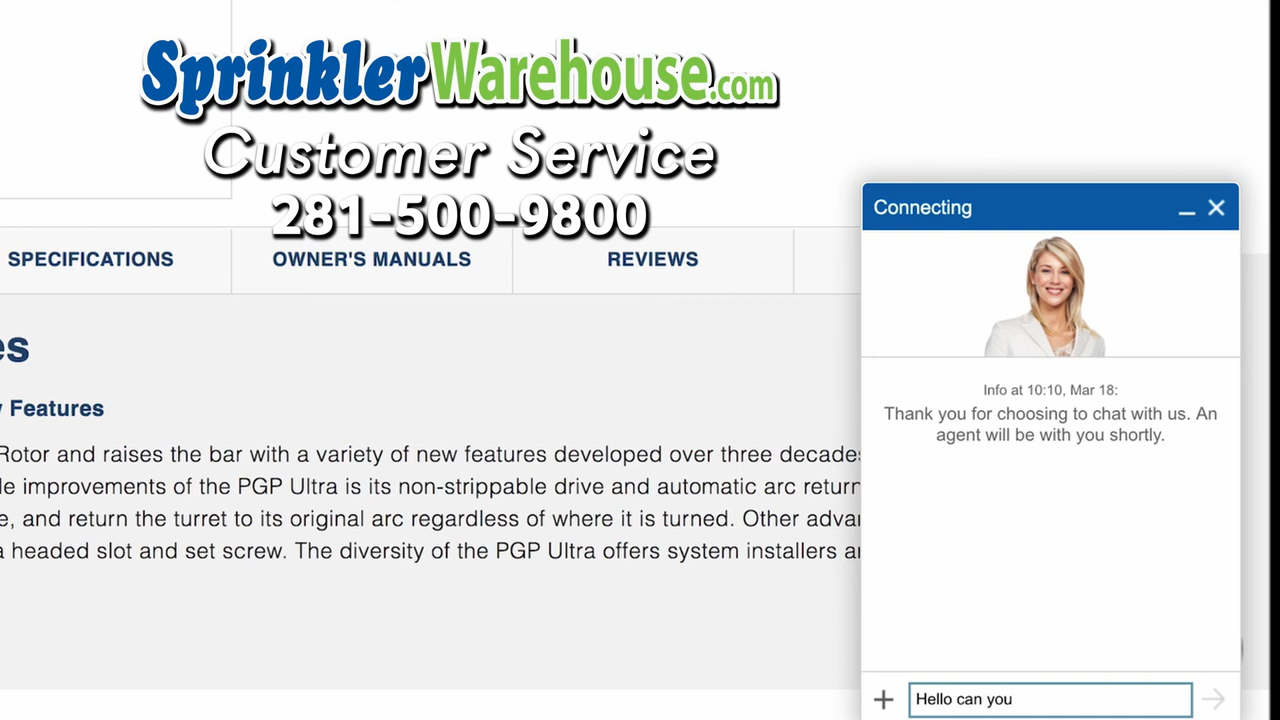 SprinklerWarehouse.com
Customer Service
281-500-9800
SPECIFICATIONS
OWNER'S MANUALS
REVIEWS
es
y Features
Rotor and raises the bar with a variety of new features developed over three decades
le improvements of the PGP Ultra is its non-strippable drive and automatic arc return
e, and return the turret to its original arc regardless of where it is turned. Other adva
a headed slot and set screw. The diversity of the PGP Ultra offers system installers a
Connecting
Info at 10:10, Mar 18:
Thank you for choosing to chat with us. An
agent will be with you shortly.
Hello can you